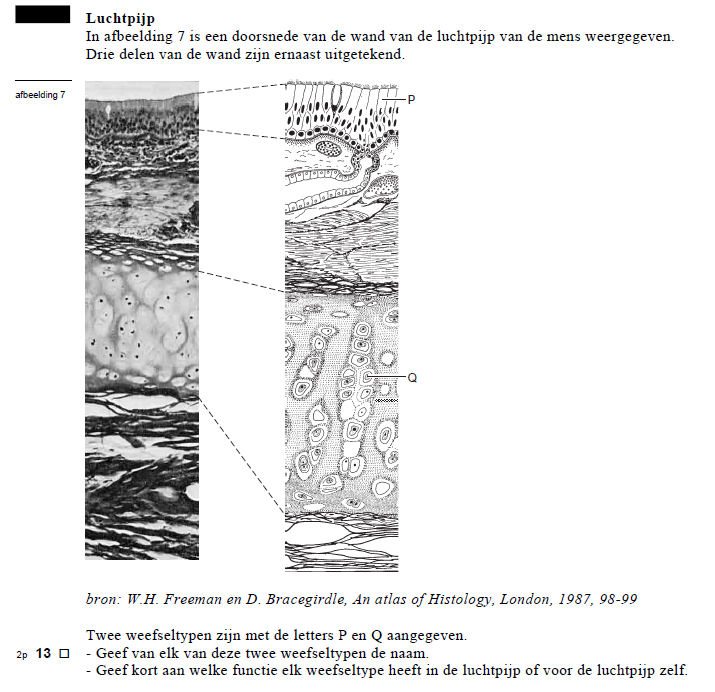 Luchtpijp
In afbeelding 7 is een doorsnede van de wand van de luchtpijp van de mens weergegeven.
Drie delen van de wand zijn ernaast uitgetekend.
afbeelding 7
P
Q
bron: W.H. Freeman en D. Bracegirdle, An atlas of Histology, London, 1987, 98-99
Twee weefseltypen zijn met de letters P en Q aangegeven.
2p 13 □ - Geef van elk van deze twee weefseltypen de naam.
- Geef kort aan welke functie elk weefseltype heeft in de luchtpijp of voor de luchtpijp zelf.